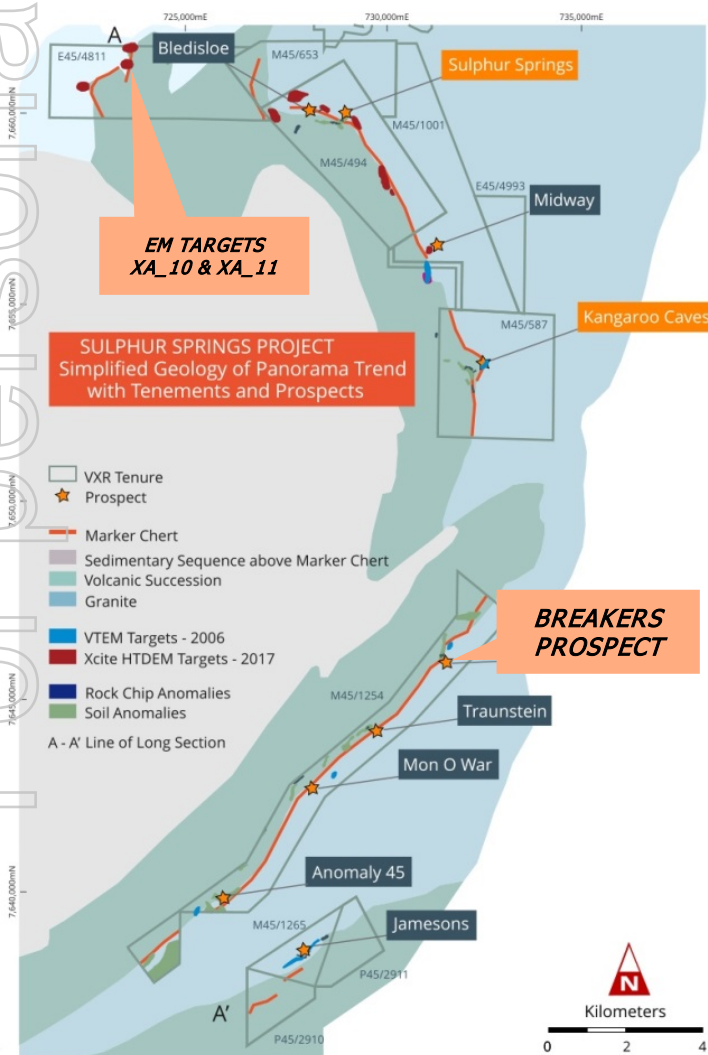 725,000mE
730,000mE
735,000mE
A
E45/4811
Bledisloe
M45/653
Sulphur Springs
7,660,000mN
M45/1001
M45/494
E45/4993
Midway
EM TARGETS
XA_10 & XA_11
7,655,000mN
M45/587
Kangaroo Caves
SULPHUR SPRINGS PROJECT
Simplified Geology of Panorama Trend
with Tenements and Prospects
VXR Tenure
Prospect
7,650,000mN
Marker Chert
Sedimentary Sequence above Marker Chert
Volcanic Succession
Granite
VTEM Targets - 2006
Xcite HTDEM Targets - 2017
Rock Chip Anomalies
Soil Anomalies
A - A' Line of Long Section
BREAKERS
PROSPECT
7,645,000mN
M45/1254
Traunstein
Mon O War
Anomaly 45
7,640,000mN
M45/1265
Jamesons
P45/2911
A'
P45/2910
N
Kilometers
0 2 4
For personal